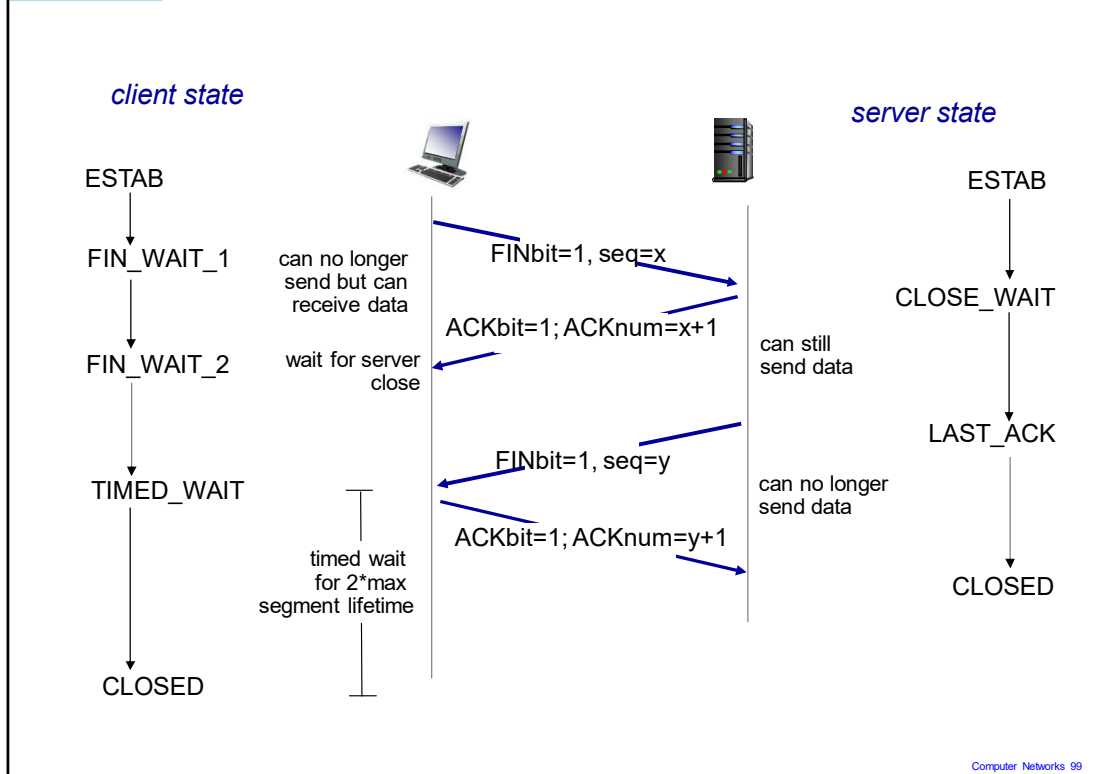 client state
server state
ESTAB
ESTAB
FIN_WAIT_1
can no longer
send but can
receive data
FINbit=1, seq=x
CLOSE_WAIT
ACKbit=1; ACKnum=x+1
can still
send data
FIN_WAIT_2
wait for server
close
LAST_ACK
FINbit=1, seq=y
can no longer
send data
TIMED_WAIT
ACKbit=1; ACKnum=y+1
timed wait
for 2*max
segment lifetime
CLOSED
CLOSED
Computer Networks 99